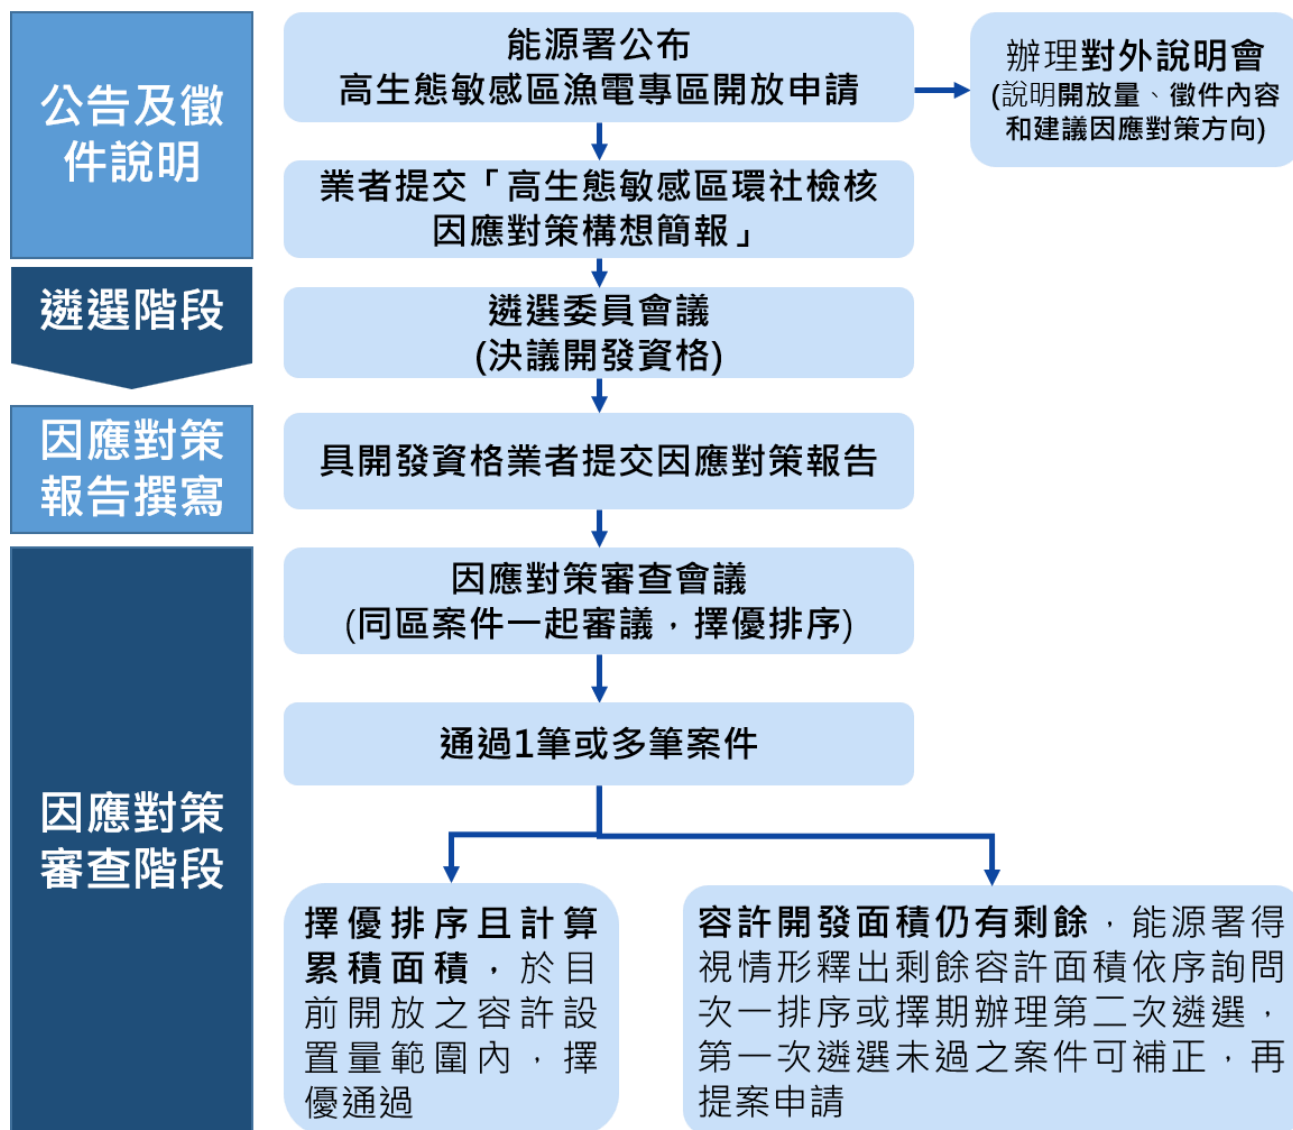 公告及徵
件說明
能源署公布
高生態敏感區漁電專區開放申請
辦理對外說明會
(說明開放量、徵件內容
和建議因應對策方向)
業者提交「高生態敏感區環社檢核
因應對策構想簡報」
遴選階段
遴選委員會議
(決議開發資格)
因應對策
報告撰寫
具開發資格業者提交因應對策報告
因應對策
審查階段
因應對策審查會議
(同區案件一起審議，擇優排序)
通過1筆或多筆案件
擇優排序且計算
累積面積，於目
前開放之容許設
置量範圍內，擇
優通過
容許開發面積仍有剩餘，能源署得
視情形釋出剩餘容許面積依序詢問
次一排序或擇期辦理第二次遴選，
第一次遴選未過之案件可補正，再
提案申請